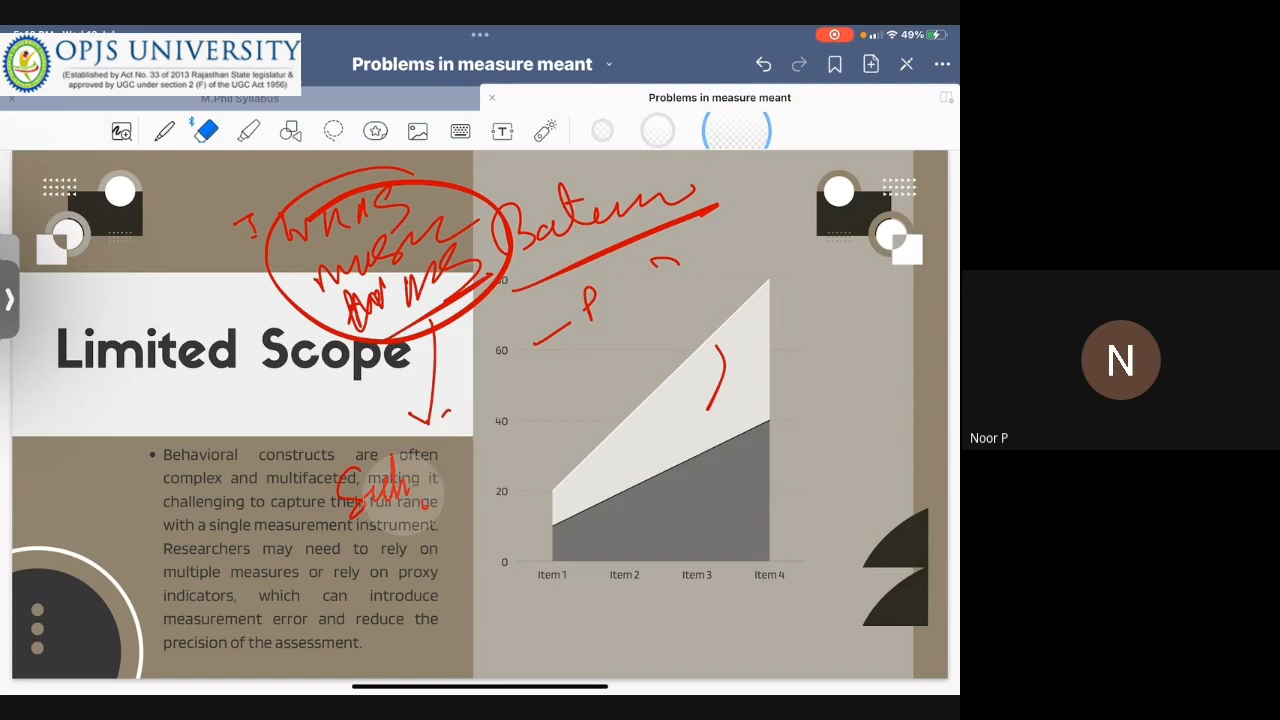 OPJS UNIVERSITY
(Established by Act No. 33 of 2013 Rajasthan State legislatur &
approved by UGC under section 2 (F) of the UGC Act 1956)
49%
Problems in measure meant
M.Phil Syllabus
Problems in measure meant
T
Limited Scope
Behavioral constructs are often
complex and multifaceted, making it
challenging to capture their full range
with a single measurement instrument.
Researchers may need to rely on
multiple measures or rely on proxy
indicators, which can introduce
measurement error and reduce the
precision of the assessment.
P
60
40
20
0
Item 1
Item 2
Item 3
Item 4
N
Noor P